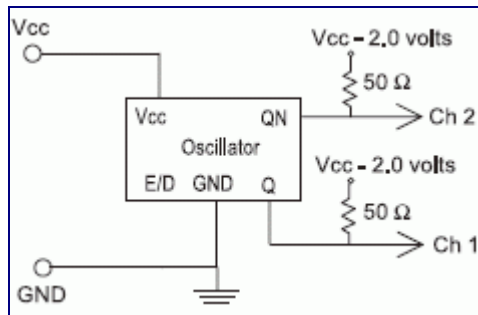 Vcc
Vcc - 2.0 volts
50 Ω
Vcc QN
Ch 2
Oscillator
Vcc - 2.0 volts
E/D GND Q
50 Ω
Ch 1
GND